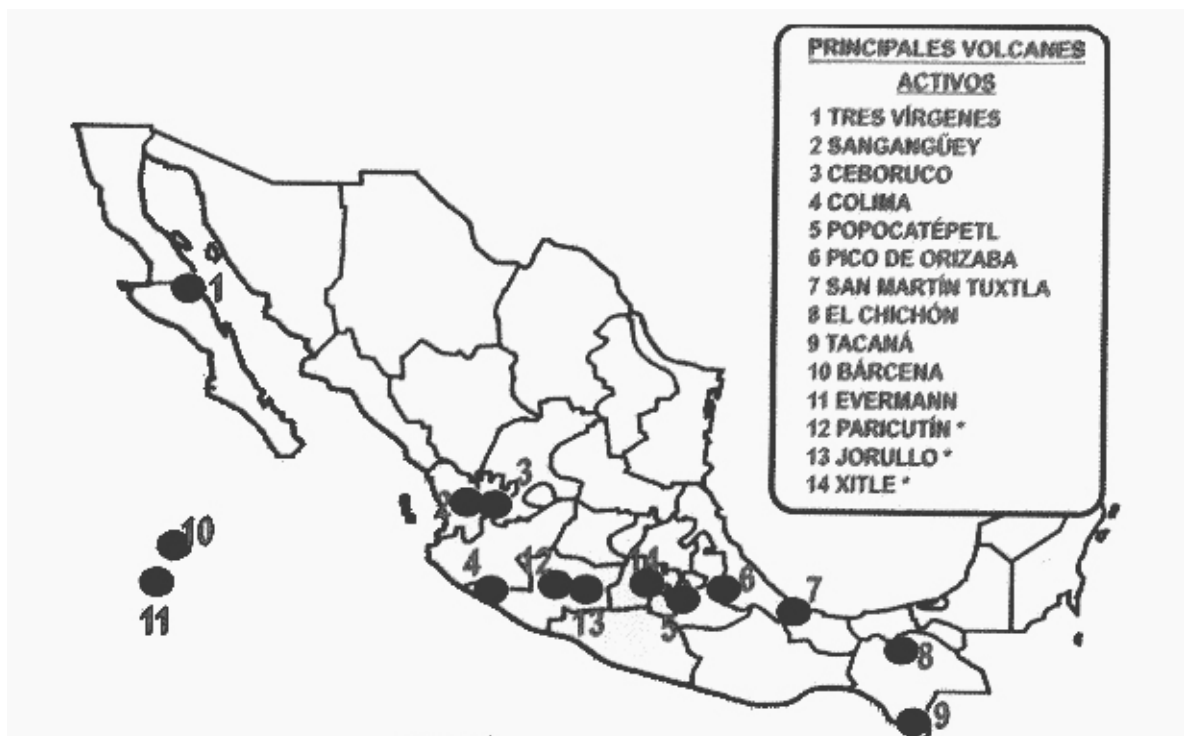 PRINCIPALES VOLCANES
ACTIVOS
1 TRES VÍRGENES
2 SANGANGÜEY
3 CEBORUCO
4 COLIMA
5 POPOCATÉPETL
6 PICO DE ORIZABA
7 SAN MARTÍN TUXTLA
8 EL CHICHÓN
9 TACANÁ
10 BÁRCENA
11 EVERMANN
12 PARICUTÍN *
13 JORULLO *
14 XITLE *
1
2
3
10
11
4
12
13
14
5
6
7
8
9